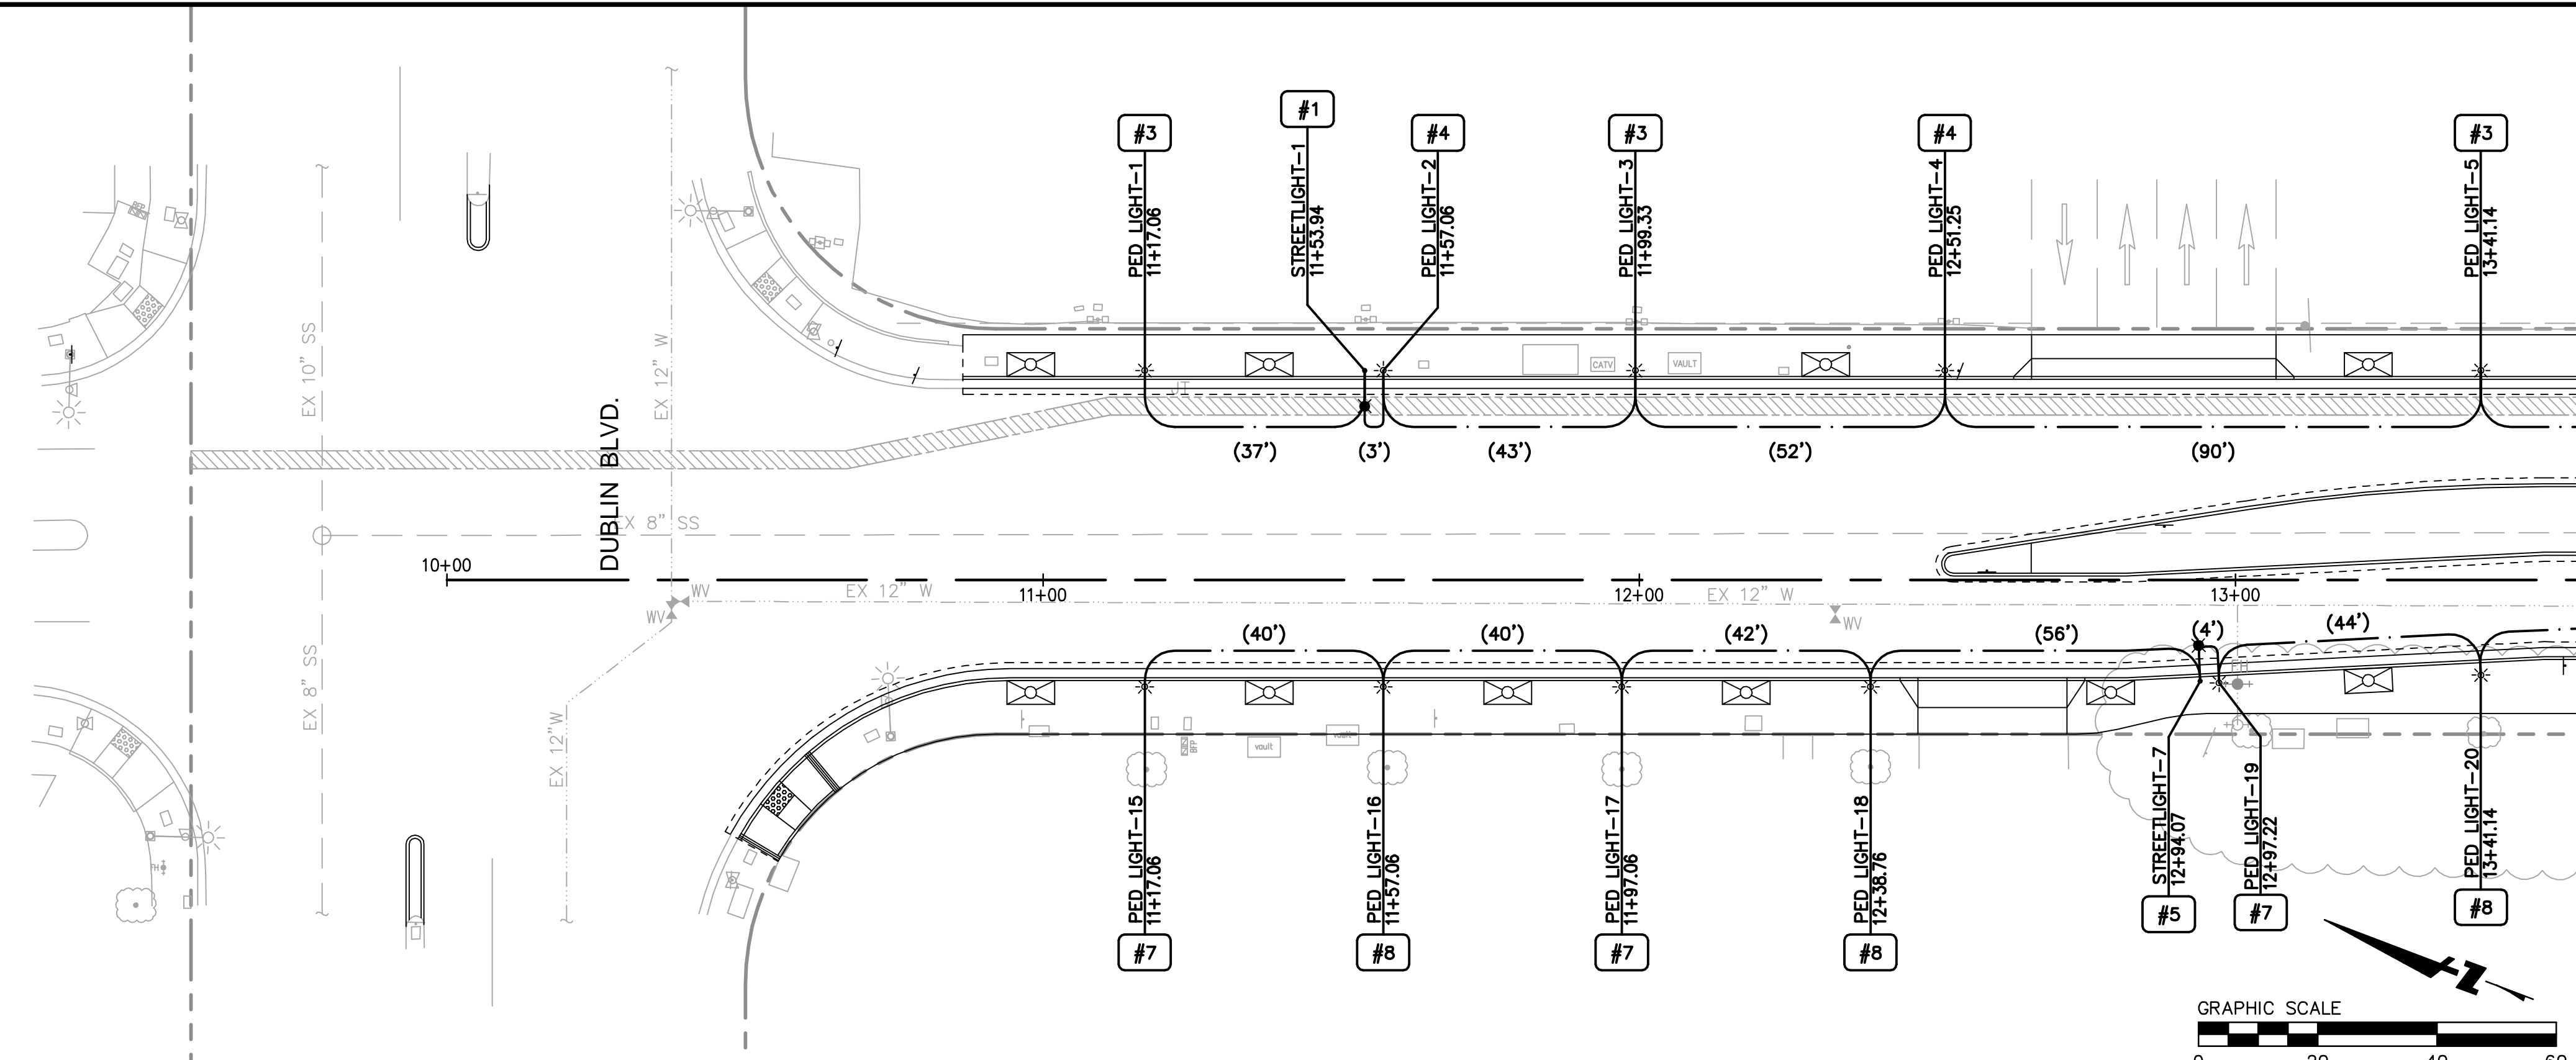 #1
#3
#4
#3
#4
#3
PED LIGHT-1
11+17.06
STREETLIGHT-1
11+53.94
PED LIGHT-2
11+57.06
PED LIGHT-3
11+99.33
PED LIGHT-4
12+51.25
PED LIGHT-5
13+41.14
EX 10" SS
EX 12" W
CATV
VAULT
JT
(37')
(3')
(43')
(52')
(90')
DUBLIN BLVD.
EX 8" SS
10+00
11+00
12+00
13+00
WV
EX 12" W
EX 12" W
WV
WV
(40')
(40')
(42')
(56')
(4')
(44')
EX 8" SS
EX 12"W
FH
BFP
vault
vault
PED LIGHT-15
11+17.06
PED LIGHT-16
11+57.06
PED LIGHT-17
11+97.06
PED LIGHT-18
12+38.76
STREETLIGHT-7
12+94.07
PED LIGHT-19
12+97.22
PED LIGHT-20
13+41.14
FH
#7
#8
#7
#8
#5
#7
#8
GRAPHIC SCALE
0 20 40 60